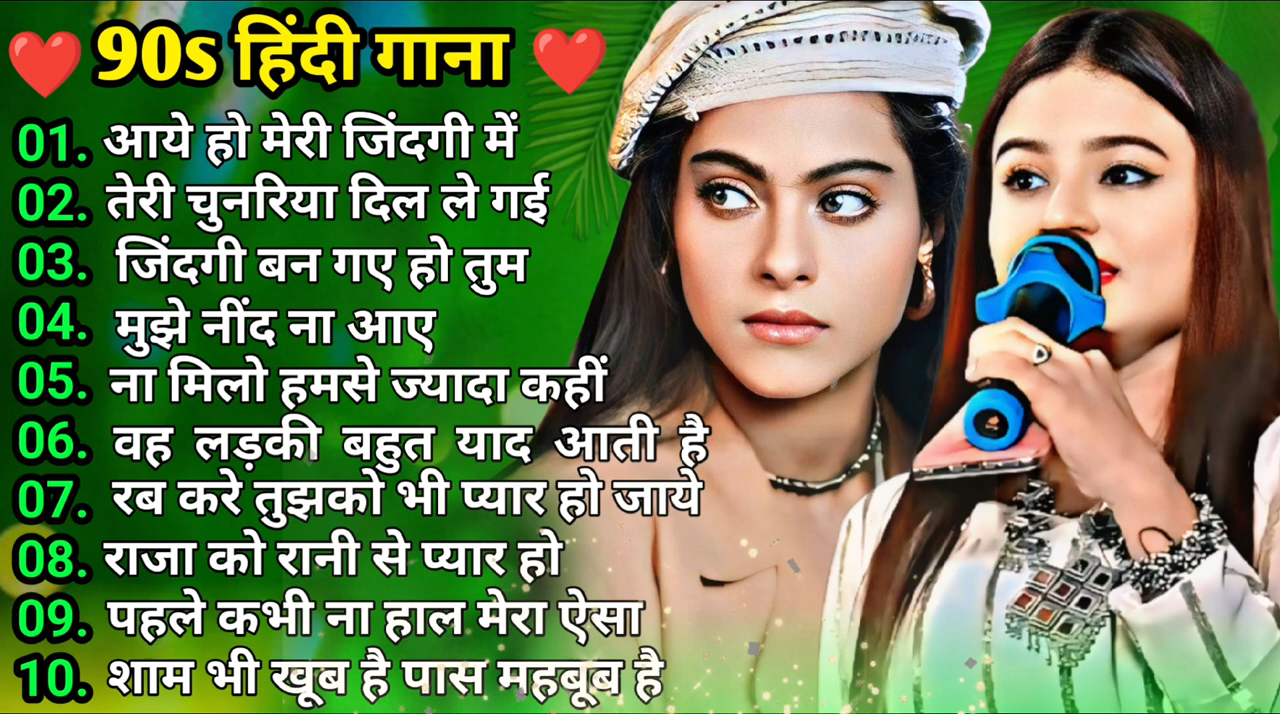 90s हिंदी गाना
01. आये हो मेरी जिंदगी में
02. तेरी चुनरिया दिल ले गई
03. जिंदगी बन गए हो तुम
04. मुझे नींद ना आए
05. ना मिलो हमसे ज्यादा कहीं
06. वह लड़की बहुत याद आती है
07. रब करे तुझको भी प्यार हो जाये
08. राजा को रानी से प्यार हो
09. पहले कभी ना हाल मेरा ऐसा
10. शाम भी खूब है पास महबूब है